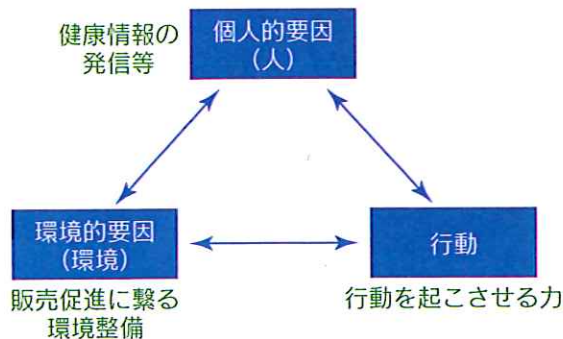 健康情報の
発信等
個人的要因
（人）
環境的要因
（環境）
行動
販売促進に繋る
環境整備
行動を起こさせる力